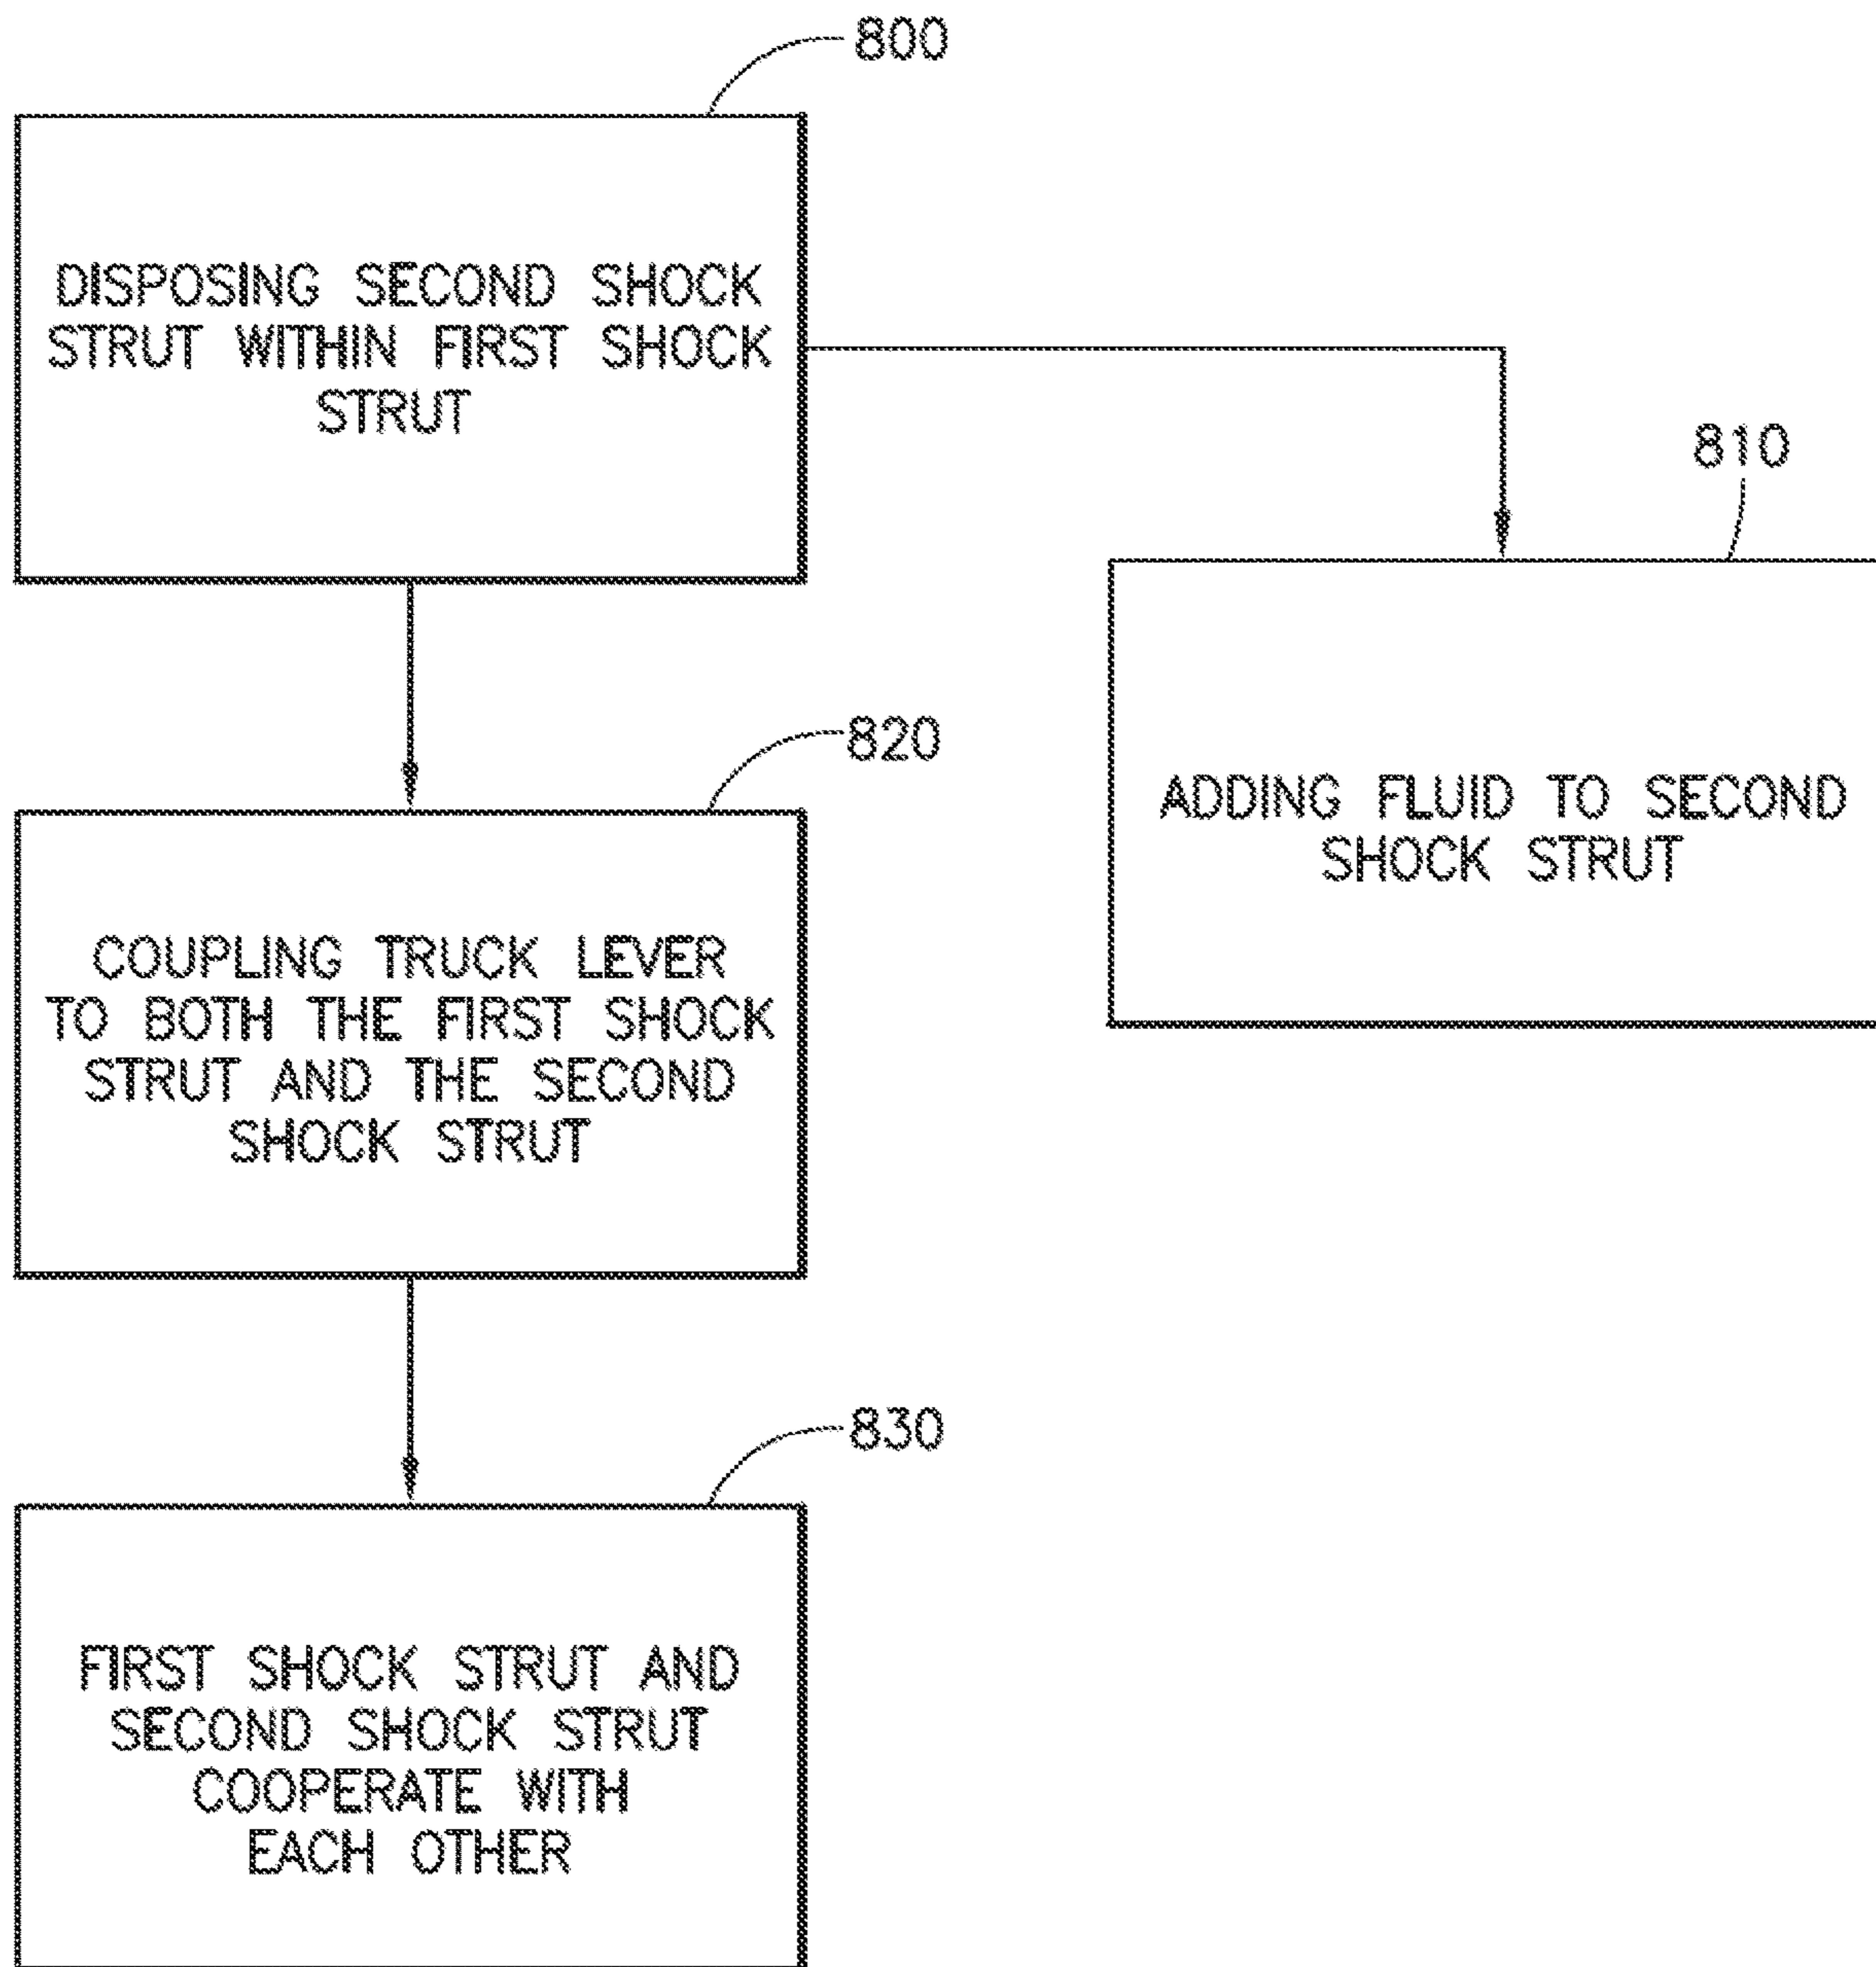 800
DISPOSING SECOND SHOCK
STRUT WITHIN FIRST SHOCK
STRUT
810
ADDING FLUID TO SECOND
SHOCK STRUT
820
COUPLING TRUCK LEVER
TO BOTH THE FIRST SHOCK
STRUT AND THE SECOND
SHOCK STRUT
830
FIRST SHOCK STRUT AND
SECOND SHOCK STRUT
COOPERATE WITH
EACH OTHER